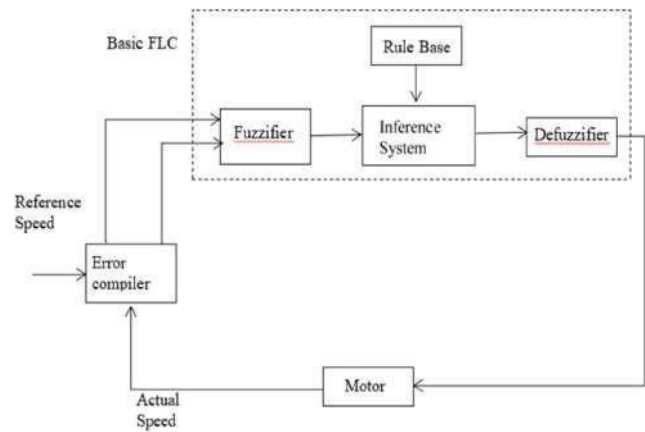 Basic FLC
Rule Base
Fuzzifier
Inference
System
Defuzzifier
Reference
Speed
Error
compiler
Motor
Actual
Speed